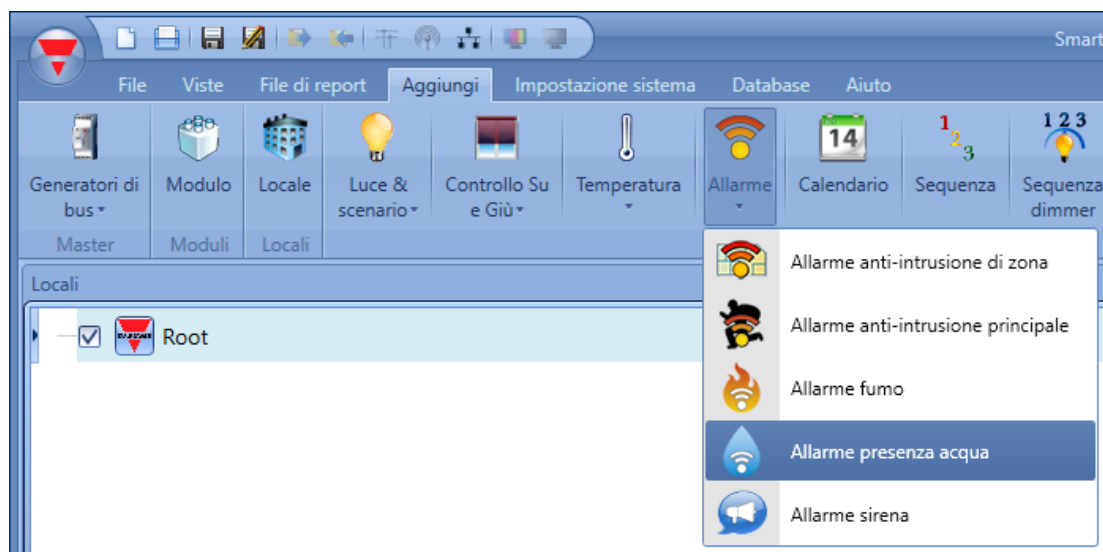 Smart
File Viste File di report Aggiungi Impostazione sistema Database Aiuto
14
1 2 3
1 2 3
Generatori di bus
Modulo
Locale
Luce & scenario
Controllo Su e Giù
Temperatura
Allarme
Calendario
Sequenza
Sequenza dimmer
Master
Moduli
Locali
Locali
Root
Allarme anti-intrusione di zona
Allarme anti-intrusione principale
Allarme fumo
Allarme presenza acqua
Allarme sirena